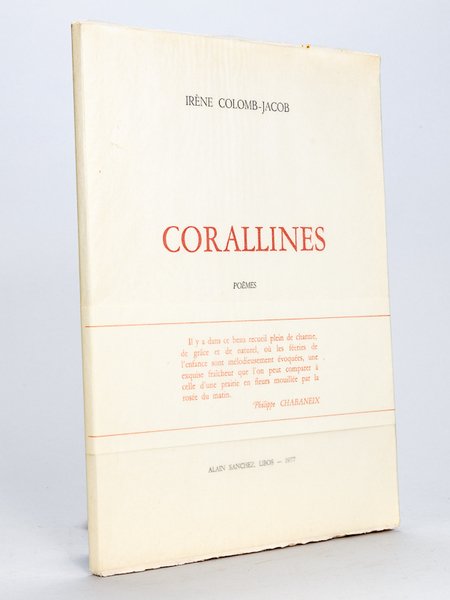 IRÈNE COLOMB-JACOB
CORALLINES
POÈMES
Il y a dans ce beau recueil plein de charme,
de grâce et de naturel, où les féeries de
l'enfance sont mélodieusement évoquées, une
exquise fraîcheur que l'on peut comparer à
celle d'une prairie en fleurs mouillée par la
rosée du matin.
Philippe CHABANEIX
ALAIN SANCHEZ, LIBOS — 1977